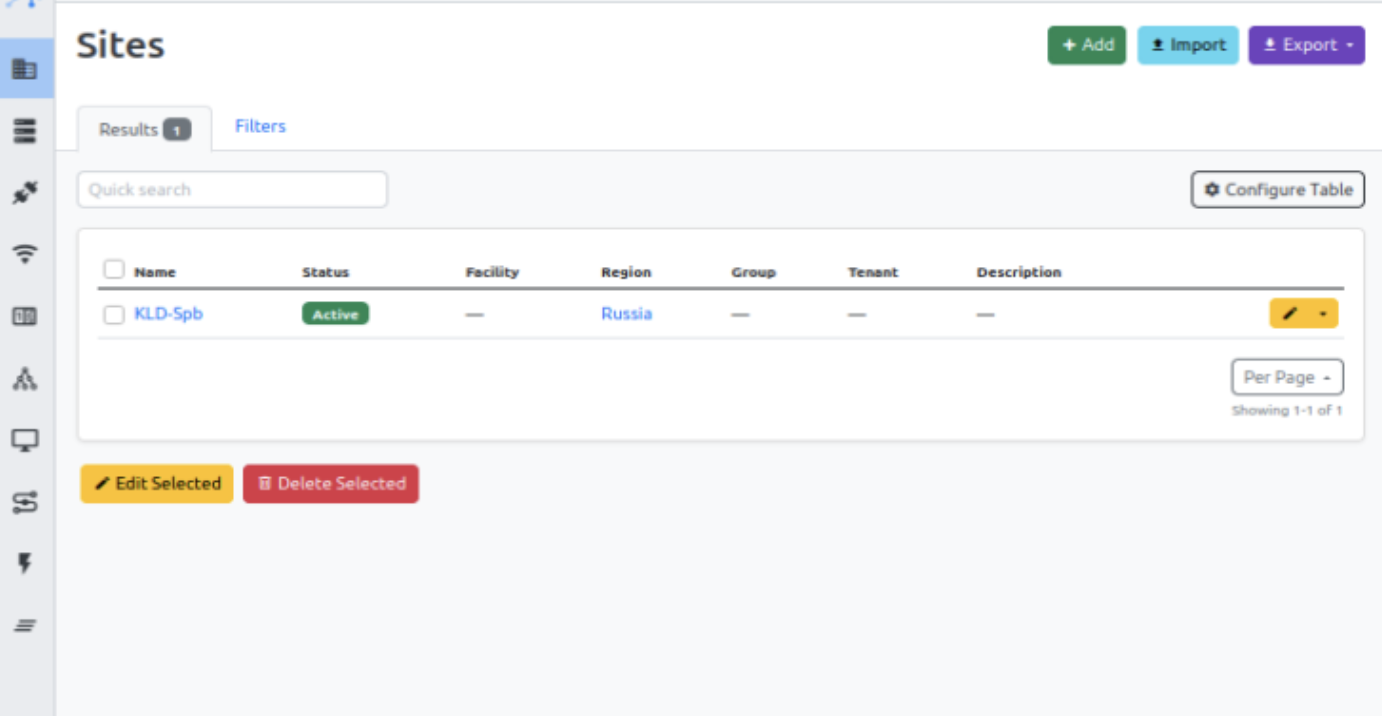 Sites
+ Add Import Export
Results 1 Filters
Quick search
Configure Table
Name Status Facility Region Group Tenant Description
KLD-Spb Active — Russia — — —
Per Page
Showing 1-1 of 1
Edit Selected Delete Selected